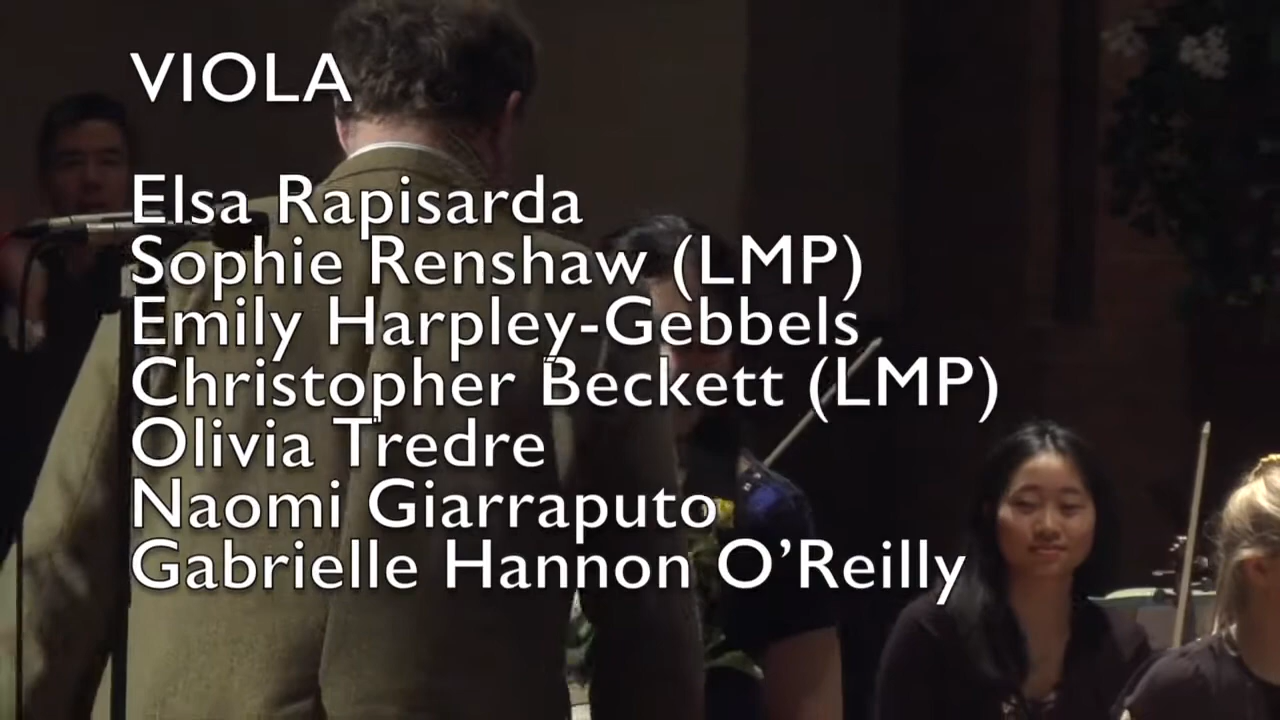 VIOLA
Elsa Rapisarda
Sophie Renshaw (LMP)
Emily Harpley-Gebbels
Christopher Beckett (LMP)
Olivia Tredre
Naomi Giarraputo
Gabrielle Hannon O’Reilly